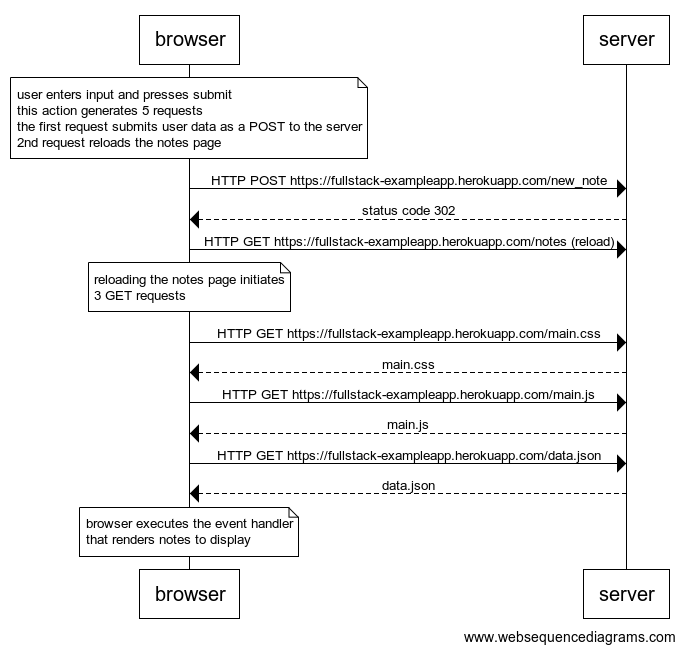 browser
server
user enters input and presses submit
this action generates 5 requests
the first request submits user data as a POST to the server
2nd request reloads the notes page
HTTP POST https://fullstack-exampleapp.herokuapp.com/new_note
status code 302
HTTP GET https://fullstack-exampleapp.herokuapp.com/notes (reload)
reloading the notes page initiates
3 GET requests
HTTP GET https://fullstack-exampleapp.herokuapp.com/main.css
main.css
HTTP GET https://fullstack-exampleapp.herokuapp.com/main.js
main.js
HTTP GET https://fullstack-exampleapp.herokuapp.com/data.json
data.json
browser executes the event handler
that renders notes to display
browser
server
www.websequencediagrams.com